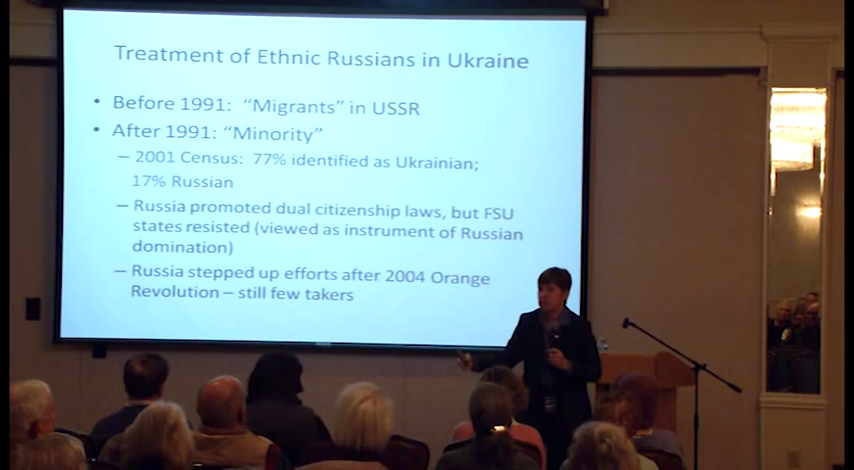 Treatment of Ethnic Russians in Ukraine
• Before 1991: “Migrants” in USSR
• After 1991: “Minority”
– 2001 Census: 77% identified as Ukrainian;
17% Russian
– Russia promoted dual citizenship laws, but FSU
states resisted (viewed as instrument of Russian
domination)
– Russia stepped up efforts after 2004 Orange
Revolution – still few takers